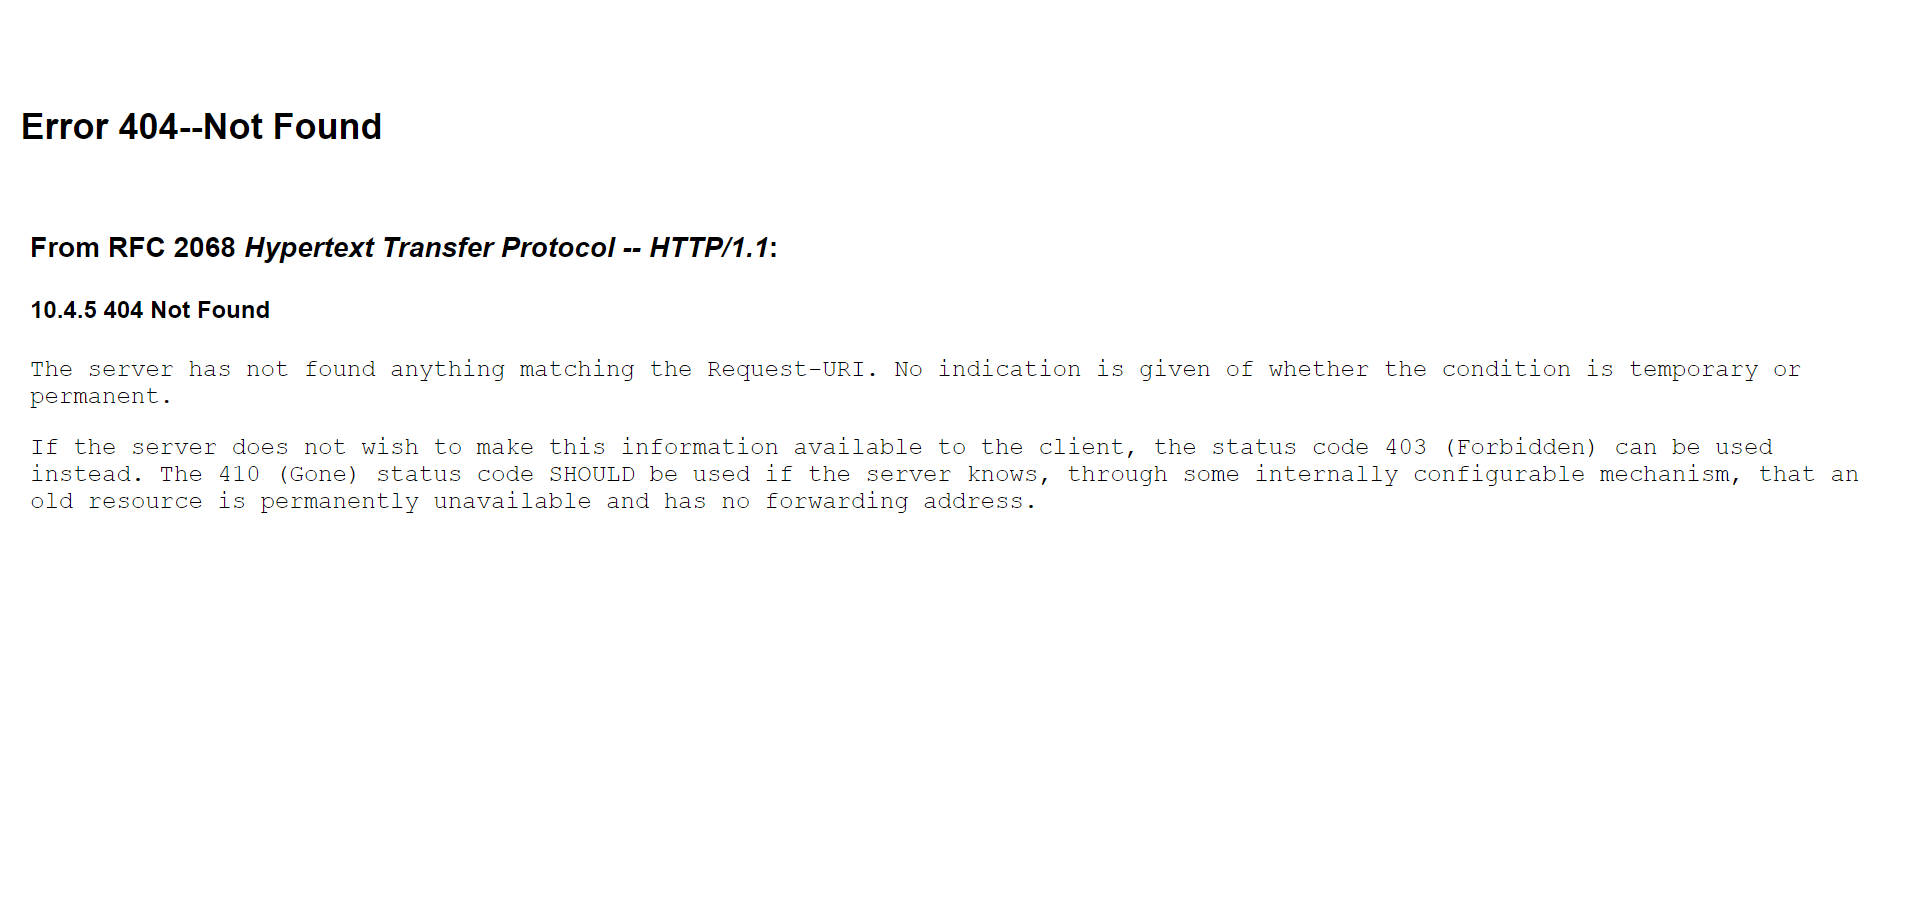 Error 404--Not Found
From RFC 2068 Hypertext Transfer Protocol -- HTTP/1.1:
10.4.5 404 Not Found
The server has not found anything matching the Request-URI. No indication is given of whether the condition is temporary or
permanent.
If the server does not wish to make this information available to the client, the status code 403 (Forbidden) can be used
instead. The 410 (Gone) status code SHOULD be used if the server knows, through some internally configurable mechanism, that an
old resource is permanently unavailable and has no forwarding address.